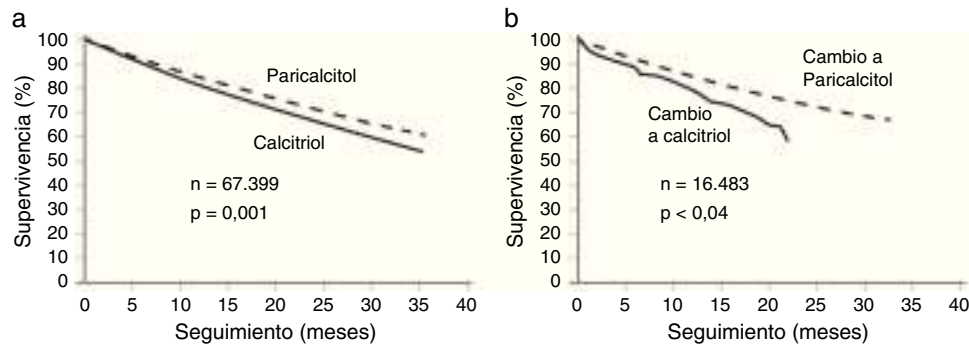 a
Supervivencia (%)
100
90
80
70
60
50
40
30
20
10
0
Paricalcitol
Calcitriol
n = 67.399
p = 0,001
0 5 10 15 20 25 30 35 40
Seguimiento (meses)
b
Supervivencia (%)
100
90
80
70
60
50
40
30
20
10
0
Cambio a
Paricalcitol
Cambio
a calcitriol
n = 16.483
p < 0,04
0 5 10 15 20 25 30 35 40
Seguimiento (meses)